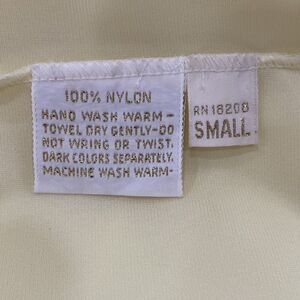 100% NYLON
HAND WASH WARM –
TOWEL DRY GENTLY–DO
NOT WRING OR TWIST.
DARK COLORS SEPARATELY.
MACHINE WASH WARM-
RN 18200
SMALL